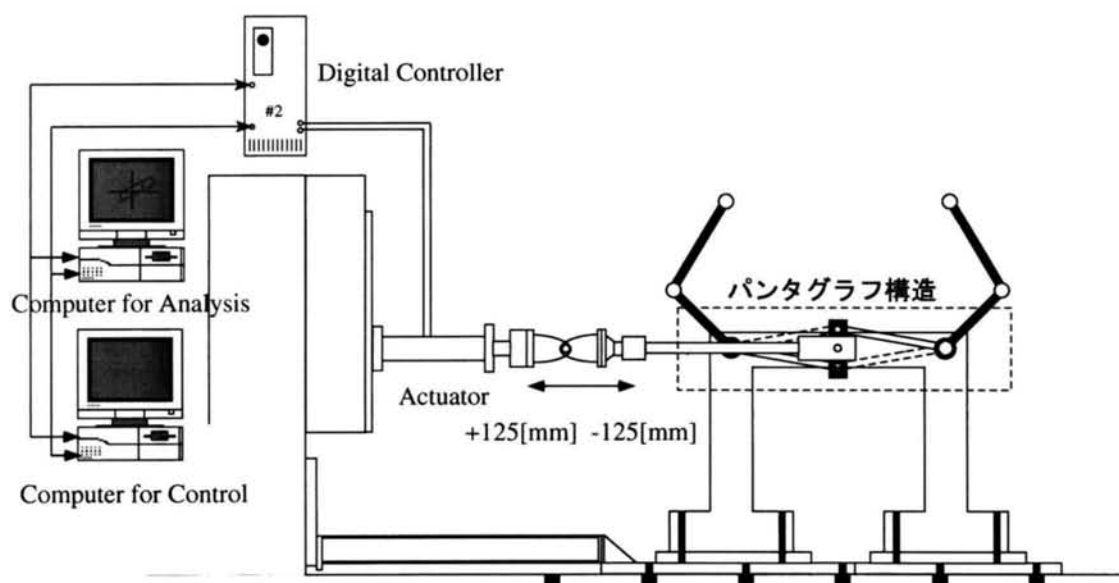 Digital Controller
#2
Computer for Analysis
パンタグラフ構造
Actuator
+125[mm] -125[mm]
Computer for Control